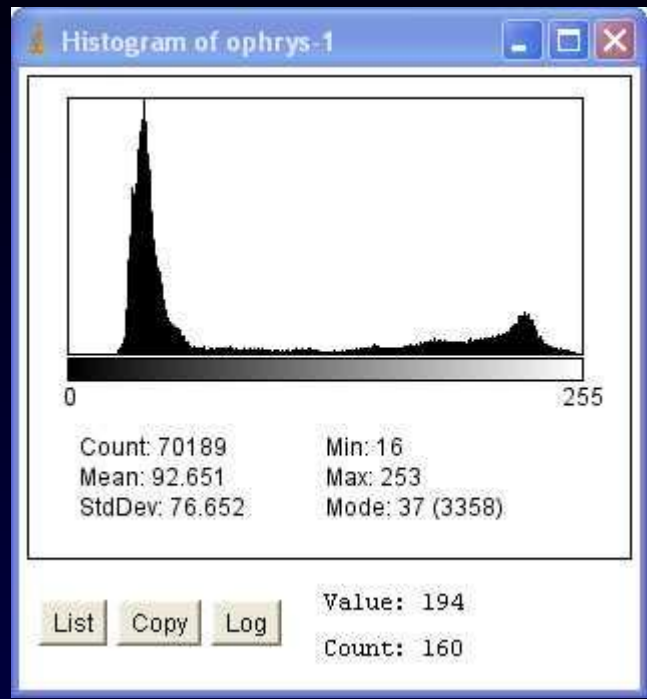 Histogram of ophrys-1
0 255
Count: 70189 Min: 16
Mean: 92.651 Max: 253
StdDev: 76.652 Mode: 37 (3358)
List Copy Log Value: 194
Count: 160